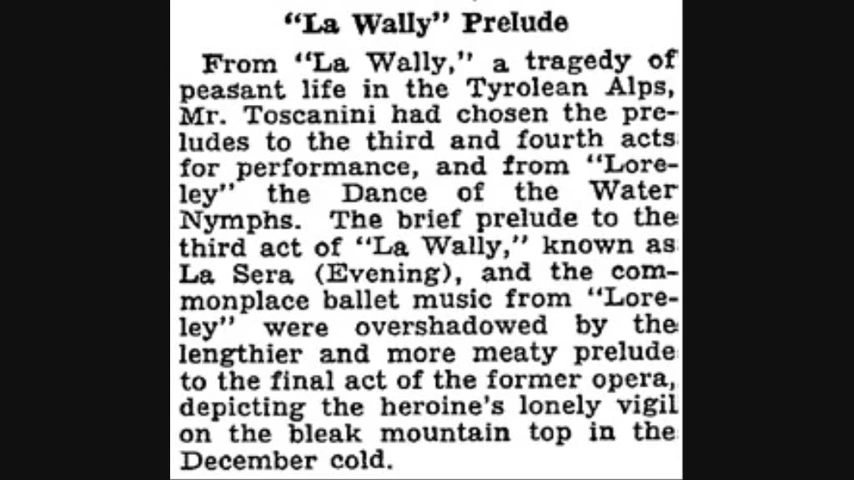 “La Wally” Prelude
From “La Wally,” a tragedy of
peasant life in the Tyrolean Alps,
Mr. Toscanini had chosen the pre-
ludes to the third and fourth acts
for performance, and from “Lore-
ley” the Dance of the Water
Nymphs. The brief prelude to the
third act of “La Wally,” known as
La Sera (Evening), and the com-
monplace ballet music from “Lore-
ley” were overshadowed by the
lengthier and more meaty prelude
to the final act of the former opera,
depicting the heroine's lonely vigil
on the bleak mountain top in the
December cold.